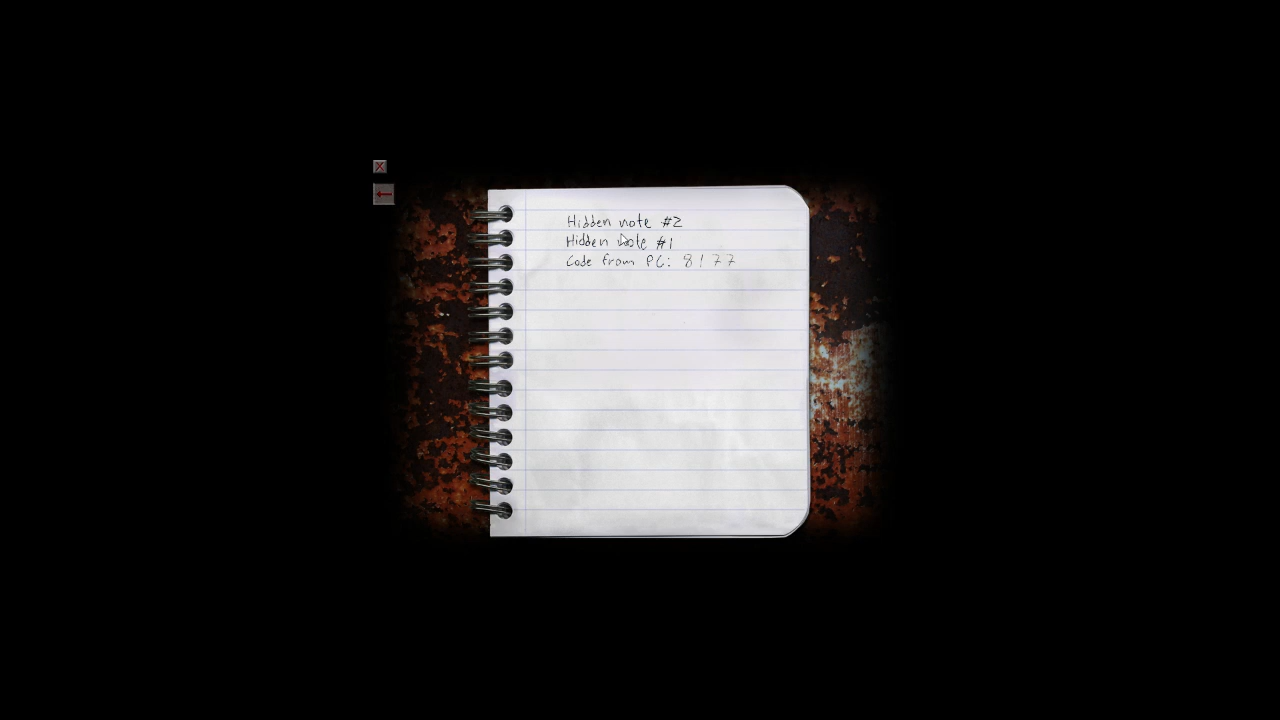 Hidden note #2
Hidden note #1
Code from PC: 8177